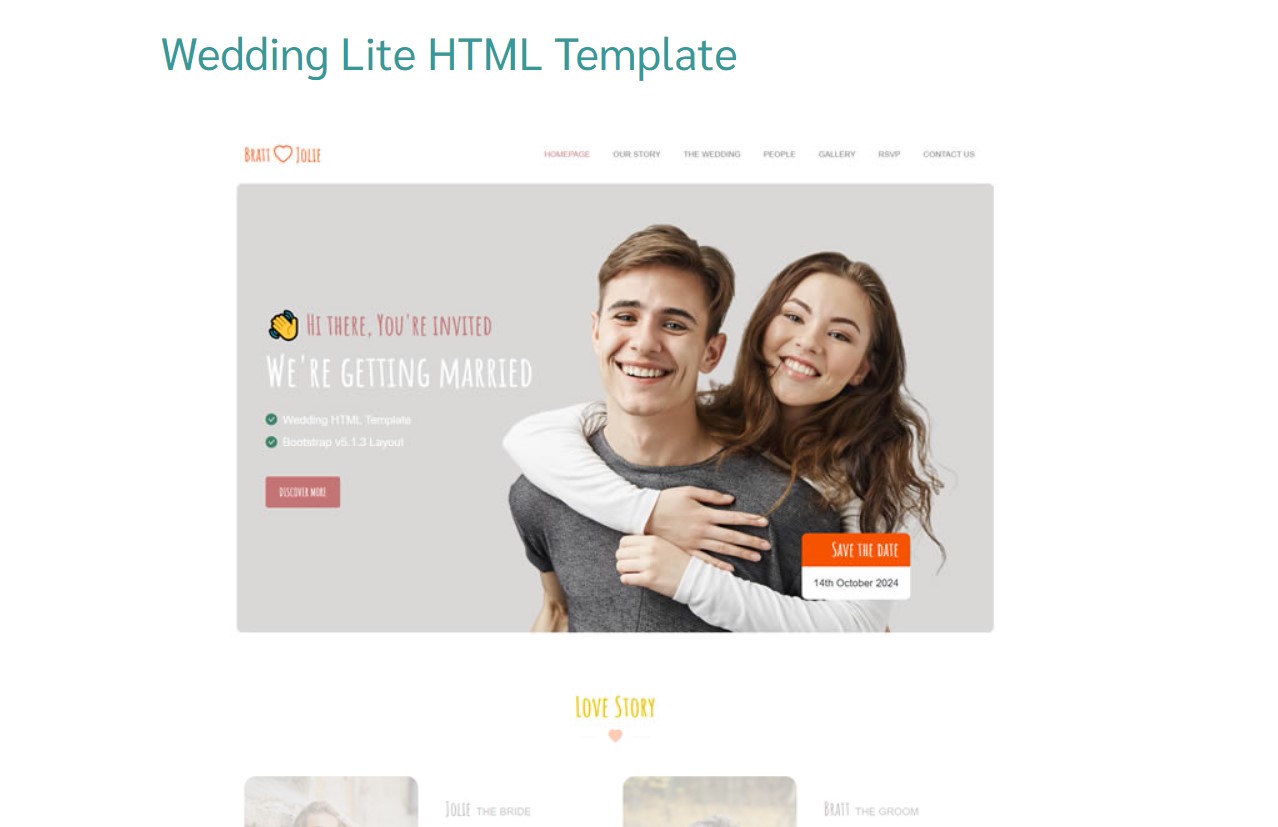 Wedding Lite HTML Template
Bratt Jolie
HOMEPAGE OUR STORY THE WEDDING PEOPLE GALLERY RSVP CONTACT US
Hi there, You're invited
We're getting married
Wedding HTML Template
Bootstrap v5.1.3 Layout
DISCOVER MORE
Save the date
14th October 2024
Love Story
Jolie THE BRIDE
Bratt THE GROOM